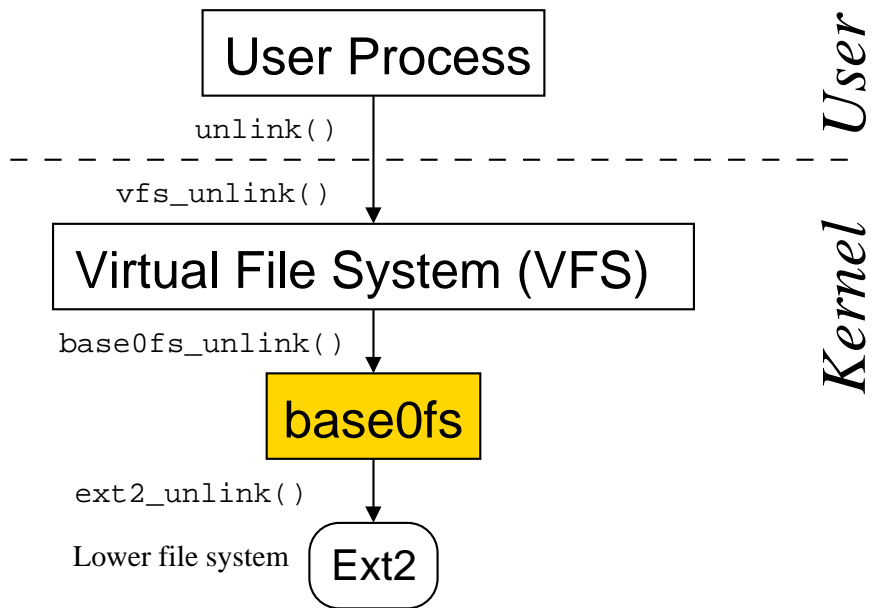 User Process
User
unlink()
vfs_unlink()
Virtual File System (VFS)
Kernel
base0fs_unlink()
base0fs
ext2_unlink()
Lower file system
Ext2